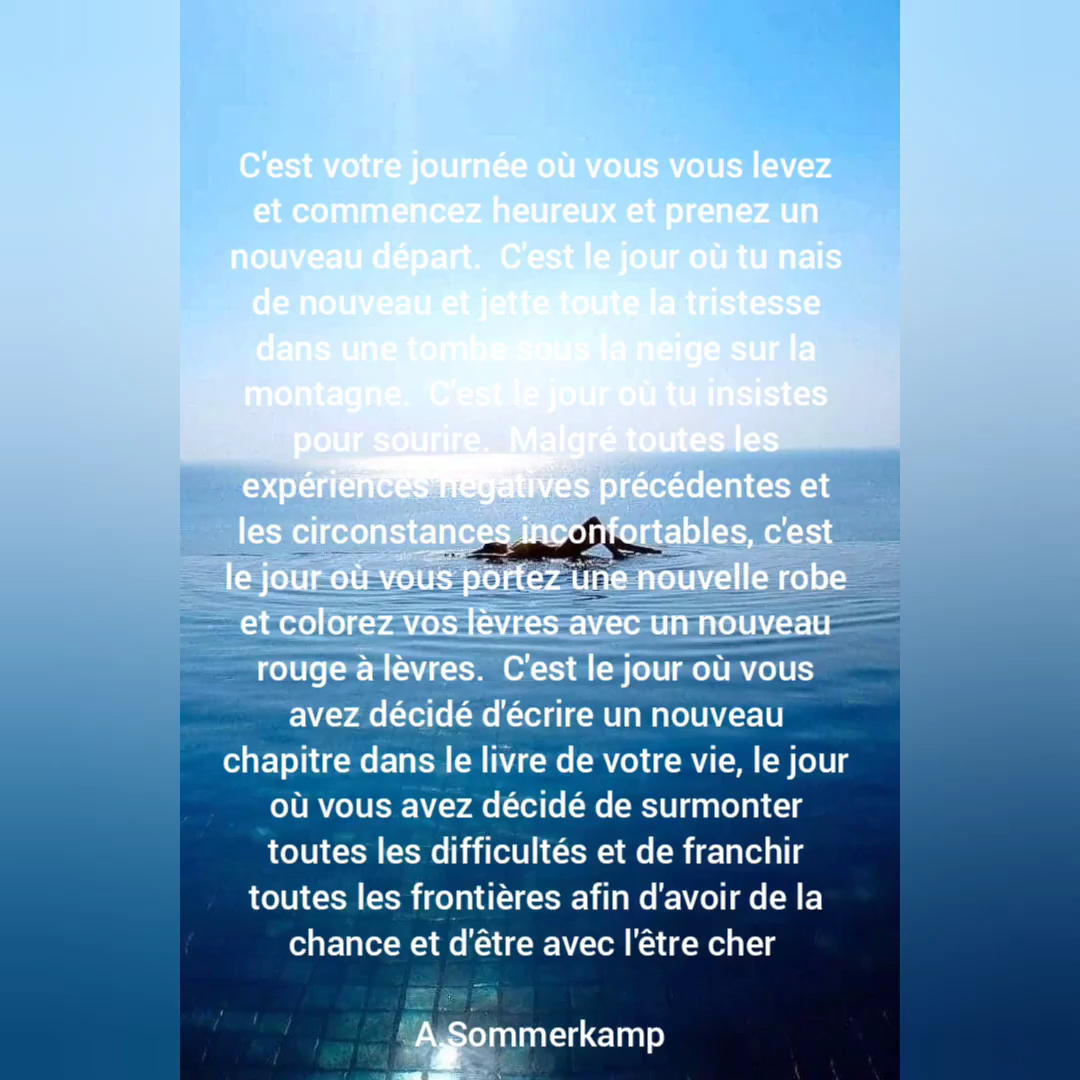 C'est votre journée où vous vous levez
et commencez heureux et prenez un
nouveau départ.  C'est le jour où tu nais
de nouveau et jette toute la tristesse
dans une tombe sous la neige sur la
montagne.  C'est le jour où tu insistes
pour sourire.  Malgré toutes les
expériences négatives précédentes et
les circonstances inconfortables, c'est
le jour où vous portez une nouvelle robe
et colorez vos lèvres avec un nouveau
rouge à lèvres.  C'est le jour où vous
avez décidé d'écrire un nouveau
chapitre dans le livre de votre vie, le jour
où vous avez décidé de surmonter
toutes les difficultés et de franchir
toutes les frontières afin d'avoir de la
chance et d'être avec l'être cher
A.Sommerkamp